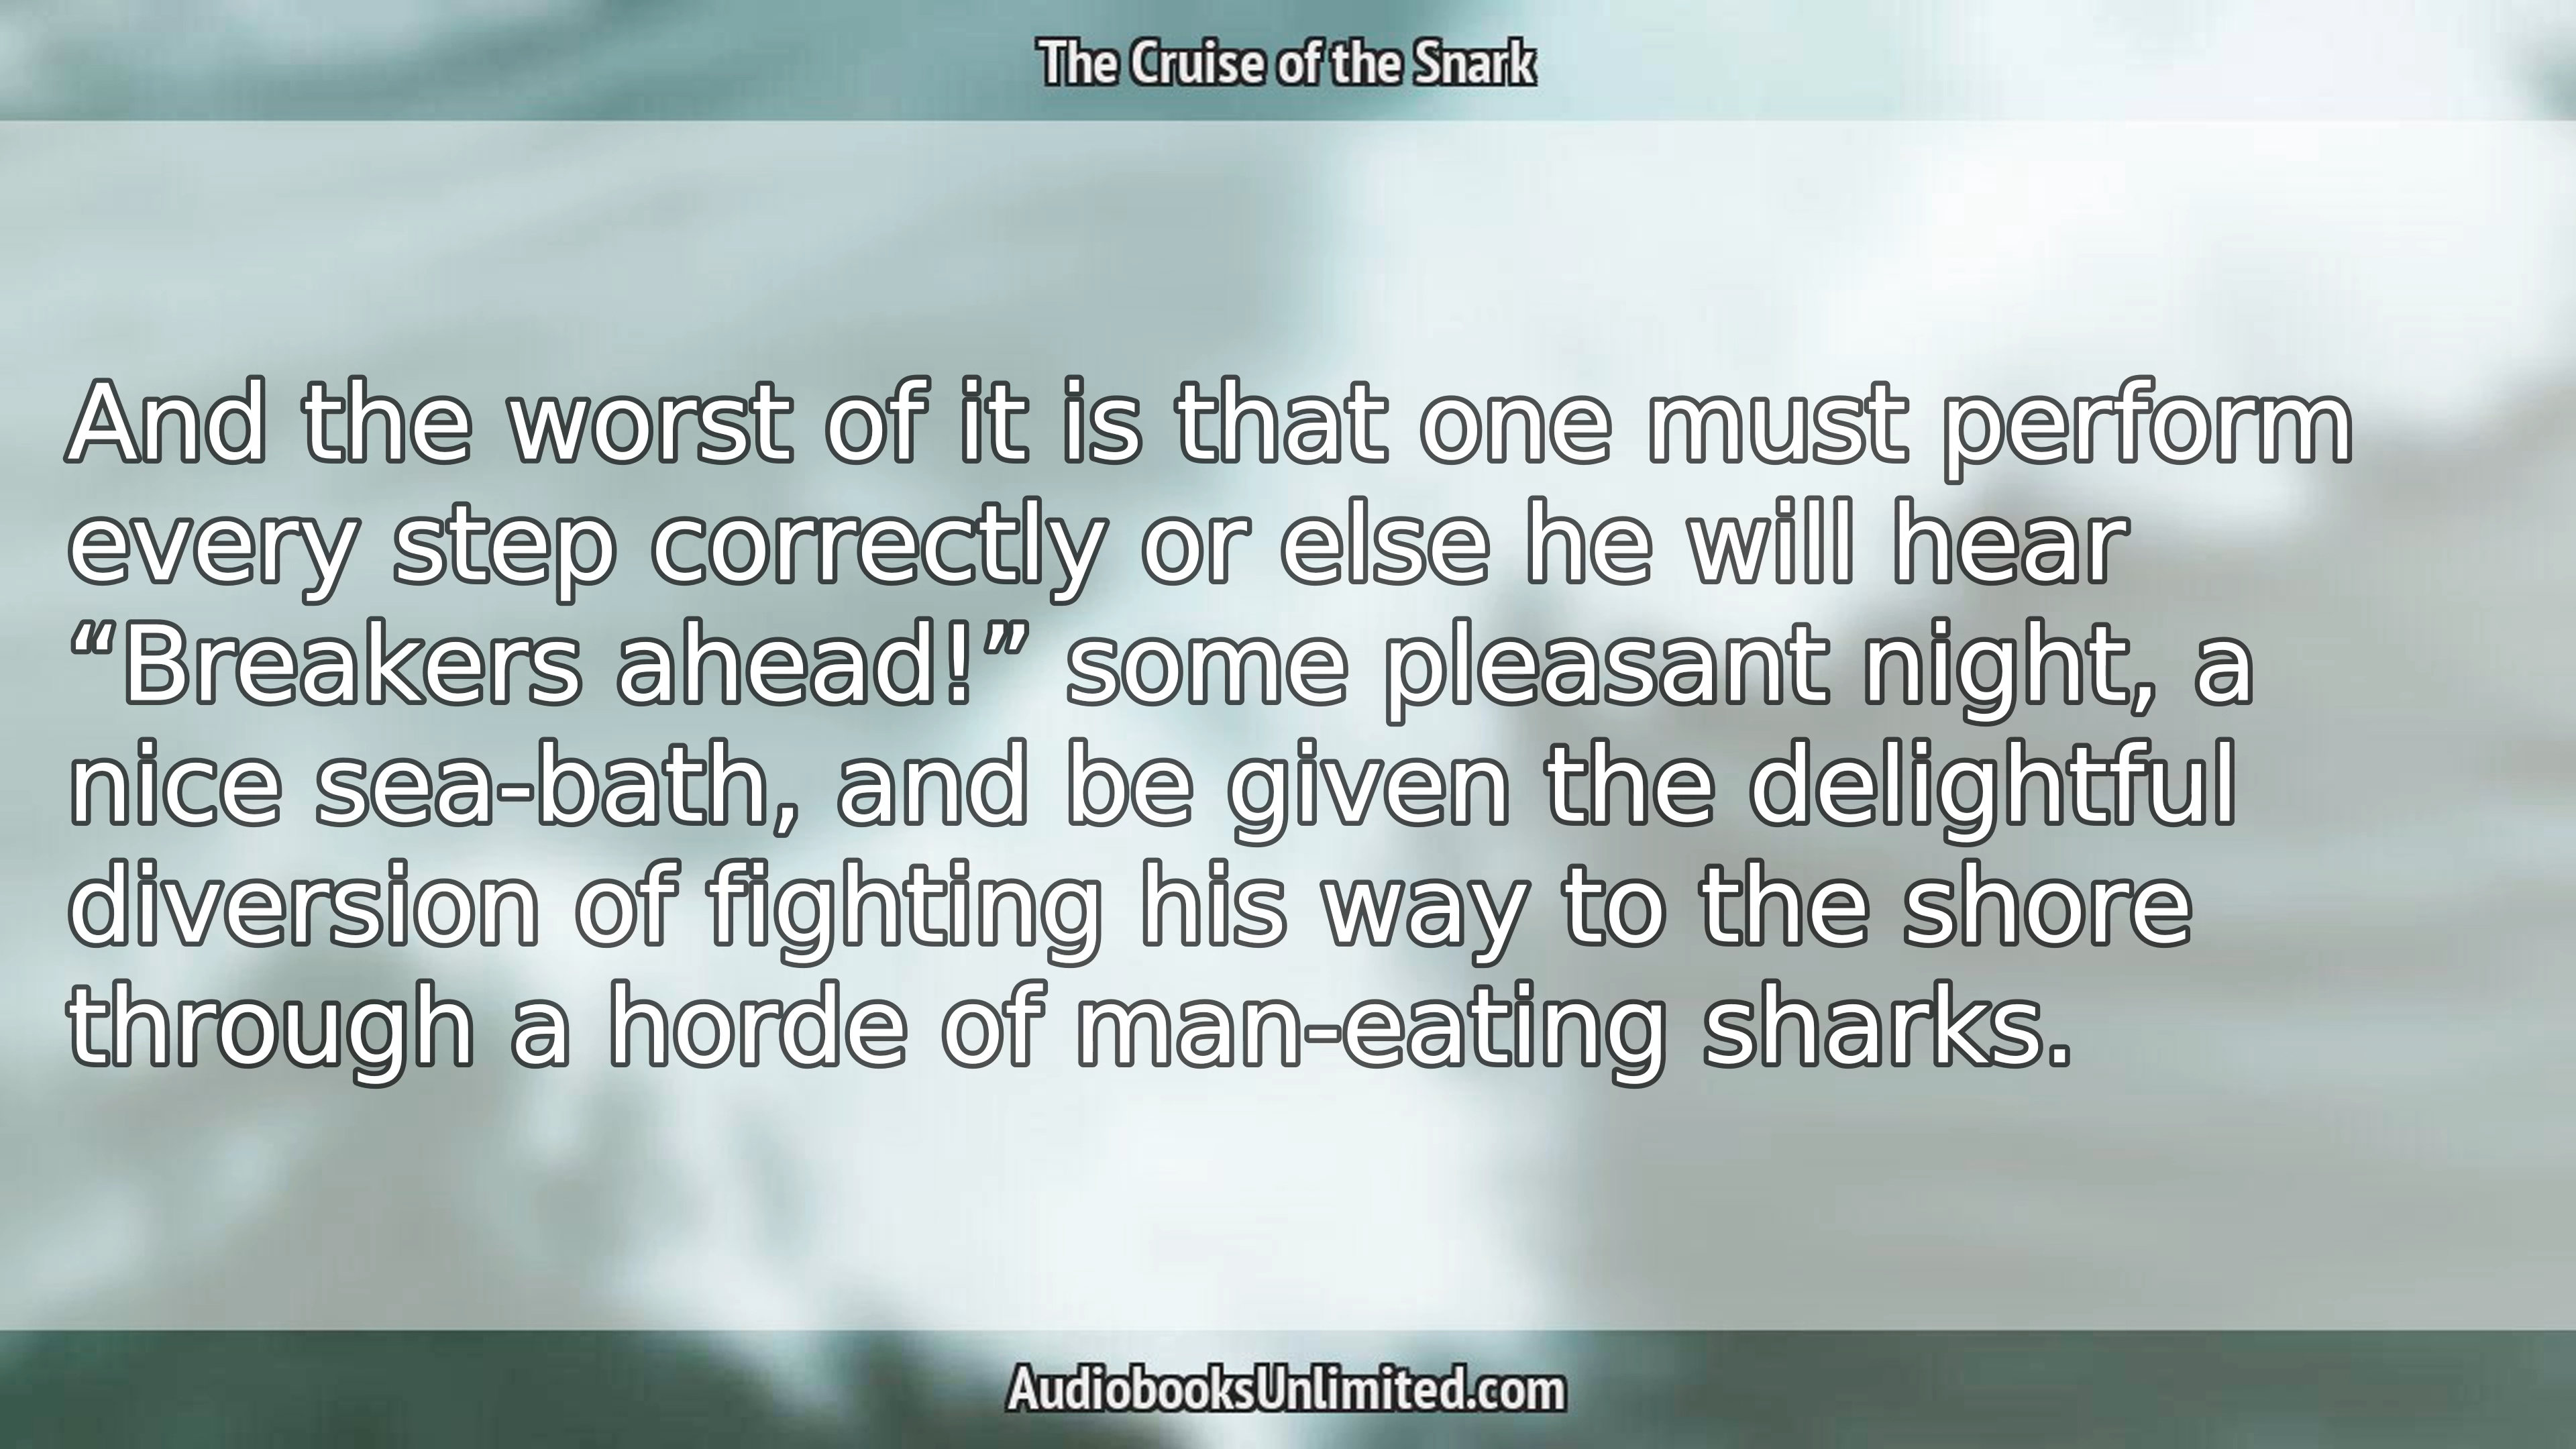 The Cruise of the Snark
And the worst of it is that one must perform
every step correctly or else he will hear
“Breakers ahead!” some pleasant night, a
nice sea-bath, and be given the delightful
diversion of fighting his way to the shore
through a horde of man-eating sharks.
AudiobooksUnlimited.com